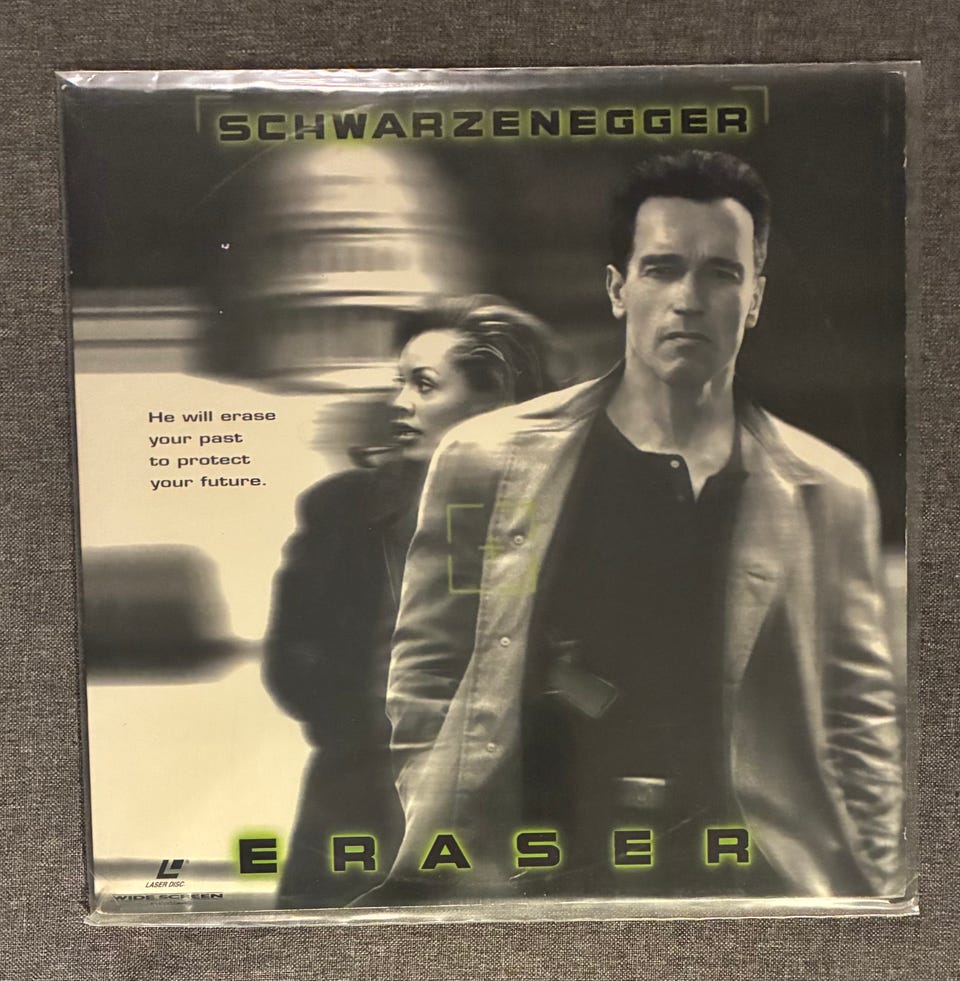 SCHWARZENEGGER
He will erase
your past
to protect
your future.
ERASER
LASER DISC
WIDE SCREEN